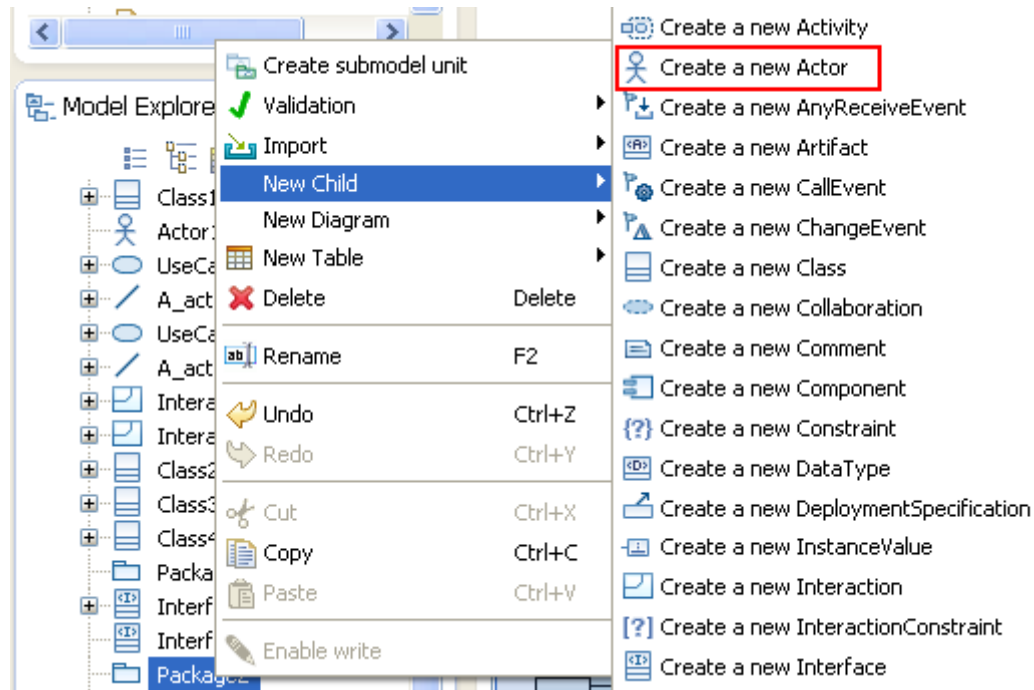 Model Explore
Class1
Actor1
UseCa
A_act
UseCa
A_act
Intera
Intera
Class2
Class3
Class4
Packa
Interf
Interf
Package2
Create submodel unit
Validation
Import
New Child
New Diagram
New Table
Delete Delete
Rename F2
Undo Ctrl+Z
Redo Ctrl+Y
Cut Ctrl+X
Copy Ctrl+C
Paste Ctrl+V
Enable write
Create a new Activity
Create a new Actor
Create a new AnyReceiveEvent
Create a new Artifact
Create a new CallEvent
Create a new ChangeEvent
Create a new Class
Create a new Collaboration
Create a new Comment
Create a new Component
{?} Create a new Constraint
Create a new DataType
Create a new DeploymentSpecification
Create a new InstanceValue
Create a new Interaction
[?] Create a new InteractionConstraint
Create a new Interface